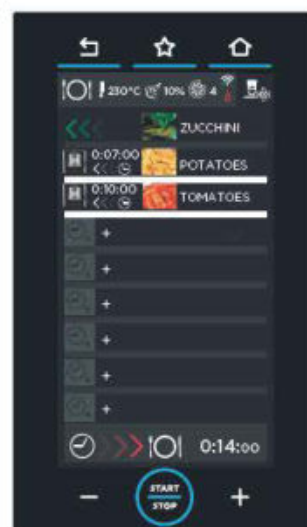 230°C 10% 4
ZUCCHINI
0:07:00
POTATOES
0:10:00
TOMATOES
+
+
+
+
+
+
0:14:00
START
STOP
- +